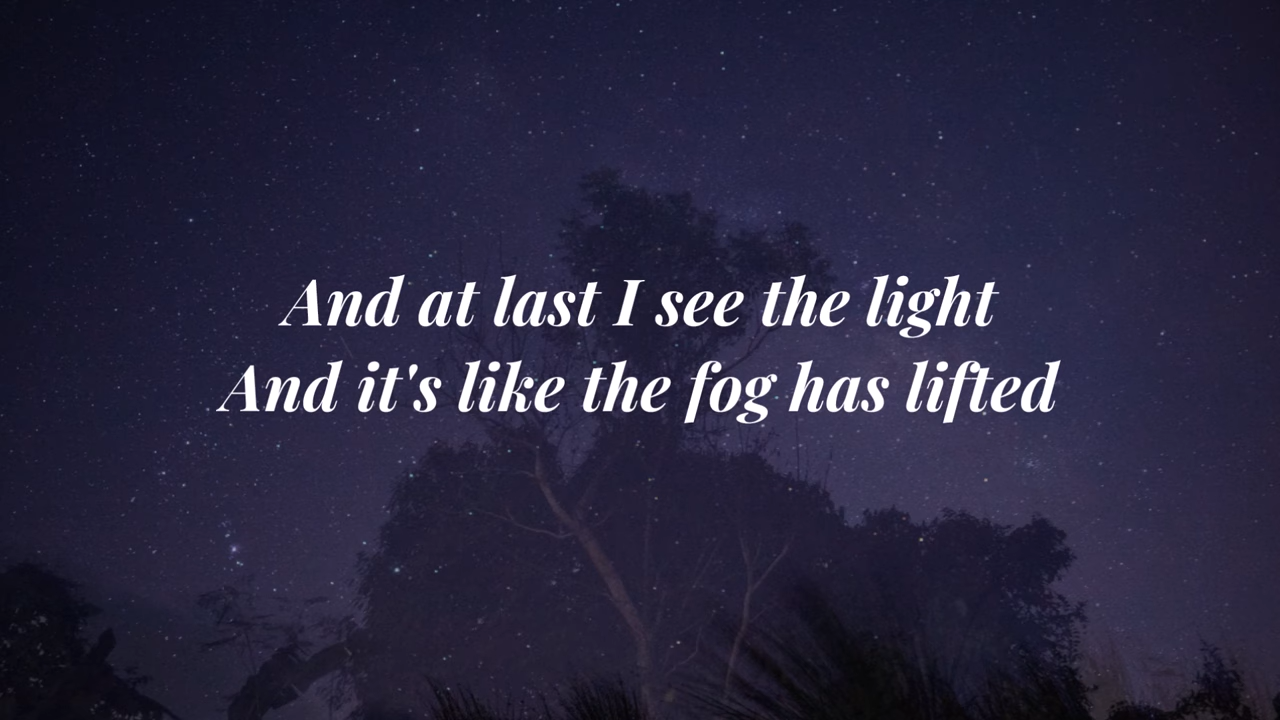 And at last I see the light
And it's like the fog has lifted